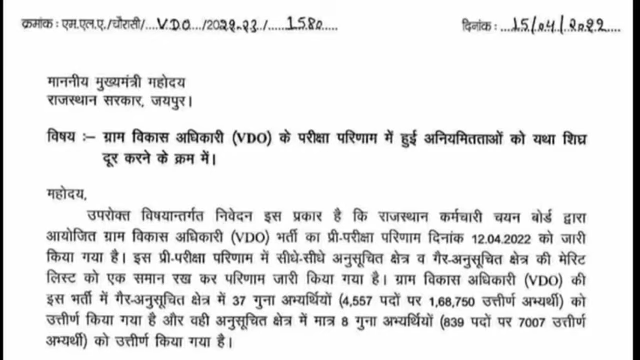 क्रमांक: एम.एल.ए./चौरासी/....VDO..../2022-23/......1580...... दिनांक: ...15/04/2022
माननीय मुख्यमंत्री महोदय
राजस्थान सरकार, जयपुर।
विषय :– ग्राम विकास अधिकारी (VDO) के परीक्षा परिणाम में हुई अनियमितताओं को यथा शिघ्र
दूर करने के क्रम में।
महोदय,
उपरोक्त विषयान्तर्गत निवेदन इस प्रकार है कि राजस्थान कर्मचारी चयन बोर्ड द्वारा
आयोजित ग्राम विकास अधिकारी (VDO) भर्ती का प्री-परीक्षा परिणाम दिनांक 12.04.2022 को जारी
किया गया है। इस प्री-परीक्षा परिणाम में सीधे-सीधे अनुसूचित क्षेत्र व गैर-अनुसूचित क्षेत्र की मेरिट
लिस्ट को एक समान रख कर परिणाम जारी किया गया है। ग्राम विकास अधिकारी (VDO) की
इस भर्ती में गैर-अनुसूचित क्षेत्र में 37 गुना अभ्यर्थियों (4,557 पदों पर 1,68,750 उत्तीर्ण अभ्यर्थी) को
उत्तीर्ण किया गया है और वही अनुसूचित क्षेत्र में मात्र 8 गुना अभ्यर्थियों (839 पदों पर 7007 उत्तीर्ण
अभ्यर्थी) को उत्तीर्ण किया गया है।